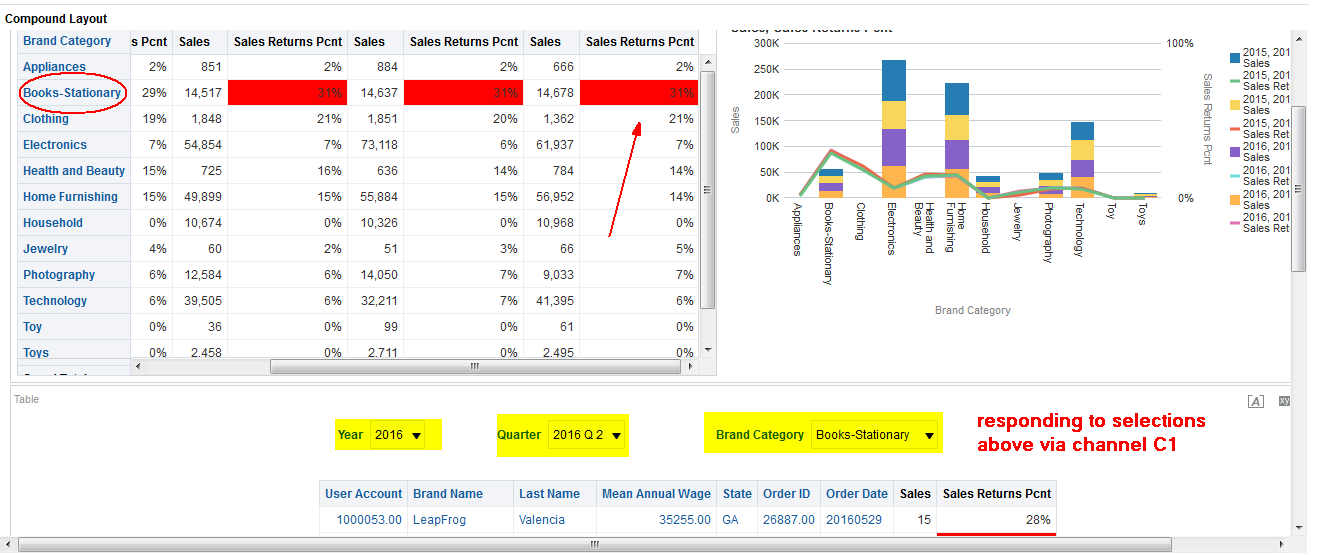 Compound Layout
Brand Category s Pcnt Sales Sales Returns Pcnt Sales Sales Returns Pcnt Sales Sales Returns Pcnt
Appliances 2% 851 2% 884 2% 666 2%
Books-Stationary 29% 14,517 31% 14,637 31% 14,678 31%
Clothing 19% 1,848 21% 1,851 20% 1,362 21%
Electronics 7% 54,854 7% 73,118 6% 61,937 7%
Health and Beauty 15% 725 16% 636 14% 784 14%
Home Furnishing 15% 49,899 15% 55,884 15% 56,952 14%
Household 0% 10,674 0% 10,326 0% 10,968 0%
Jewelry 4% 60 2% 51 3% 66 5%
Photography 6% 12,584 6% 14,050 7% 9,033 7%
Technology 6% 39,505 6% 32,211 7% 41,395 6%
Toy 0% 36 0% 99 0% 61 0%
Toys 0% 2,458 0% 2,711 0% 2,495 0%
Sales, Sales Returns Pcnt
300K
250K
200K
150K
100K
50K
0K
Sales
100%
0%
Sales Returns Pcnt
Appliances
Books-Stationary
Clothing
Electronics
Health and
Beauty
Home
Furnishing
Household
Jewelry
Photography
Technology
Toy
Toys
Brand Category
2015, 201
Sales
2015, 201
Sales Ret
2015, 201
Sales
2015, 201
Sales Ret
2016, 201
Sales
2016, 201
Sales Ret
2016, 201
Sales
2016, 201
Sales Ret
Table
A
xy
Year 2016 Quarter 2016 Q 2 Brand Category Books-Stationary
responding to selections
above via channel C1
User Account Brand Name Last Name Mean Annual Wage State Order ID Order Date Sales Sales Returns Pcnt
1000053.00 LeapFrog Valencia 35255.00 GA 26887.00 20160529 15 28%